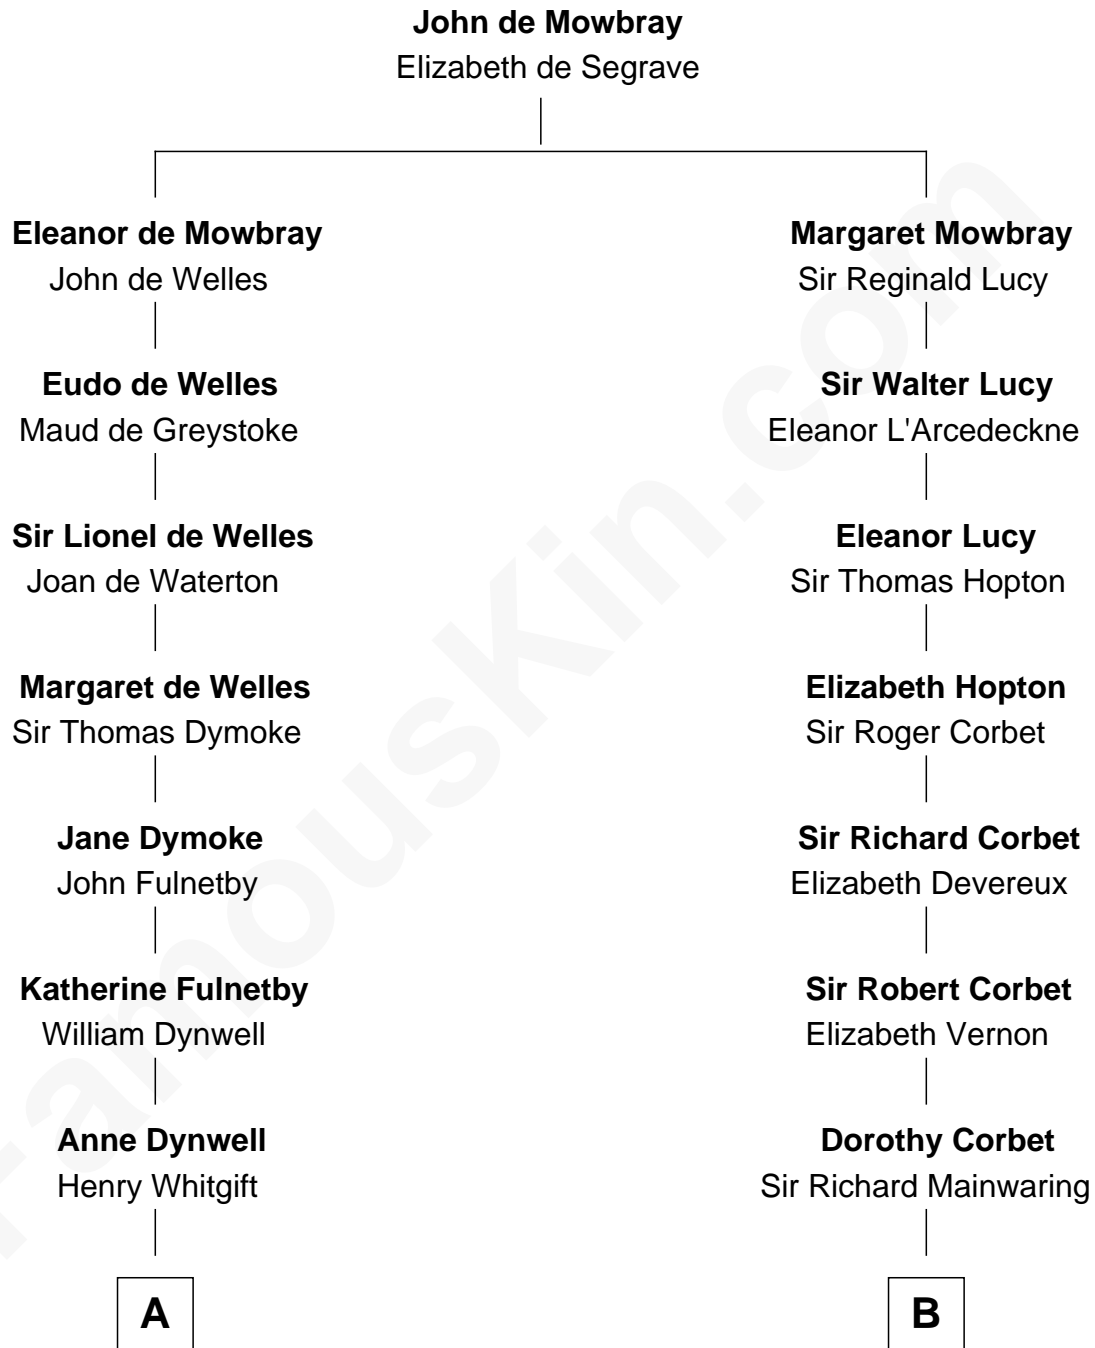 John de Mowbray
Elizabeth de Segrave
Eleanor de Mowbray
John de Welles
Eudo de Welles
Maud de Greystoke
Sir Lionel de Welles
Joan de Waterton
Margaret de Welles
Sir Thomas Dymoke
Jane Dymoke
John Fulnetby
Katherine Fulnetby
William Dynwell
Anne Dynwell
Henry Whitgift
A
Margaret Mowbray
Sir Reginald Lucy
Sir Walter Lucy
Eleanor L'Arcedeckne
Eleanor Lucy
Sir Thomas Hopton
Elizabeth Hopton
Sir Roger Corbet
Sir Richard Corbet
Elizabeth Devereux
Sir Robert Corbet
Elizabeth Vernon
Dorothy Corbet
Sir Richard Mainwaring
B
FamousKin.com